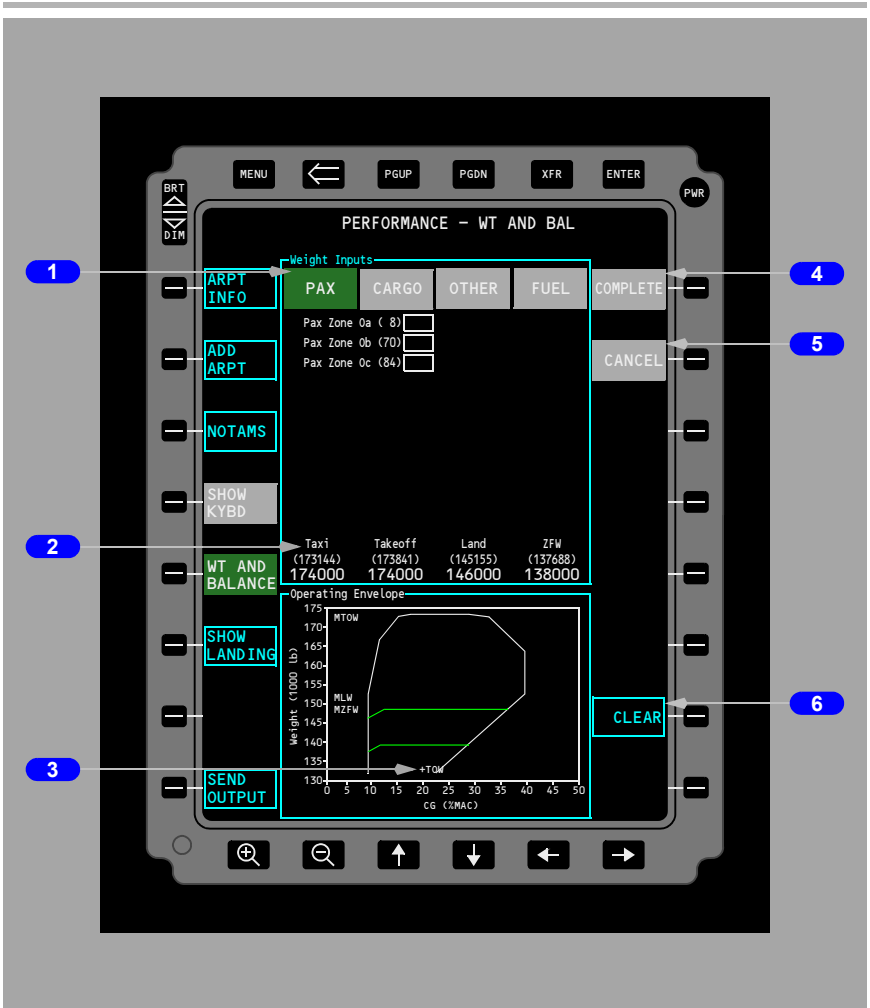 MENU PGUP PGDN XFR ENTER
BRT
DIM
PWR
PERFORMANCE – WT AND BAL
1
2
3
4
5
6
ARPT
INFO
ADD
ARPT
NOTAMS
SHOW
KYBD
WT AND
BALANCE
SHOW
LANDING
SEND
OUTPUT
Weight Inputs
PAX CARGO OTHER FUEL
COMPLETE
CANCEL
CLEAR
Pax Zone 0a ( 8)
Pax Zone 0b (70)
Pax Zone 0c (84)
Taxi Takeoff Land ZFW
(173144) (173841) (145155) (137688)
174000 174000 146000 138000
Operating Envelope
Weight (1000 lb)
175
170
165
160
155
150
145
140
135
130
MTOW
MLW
MZFW
+TOW
0 5 10 15 20 25 30 35 40 45 50
CG (%MAC)